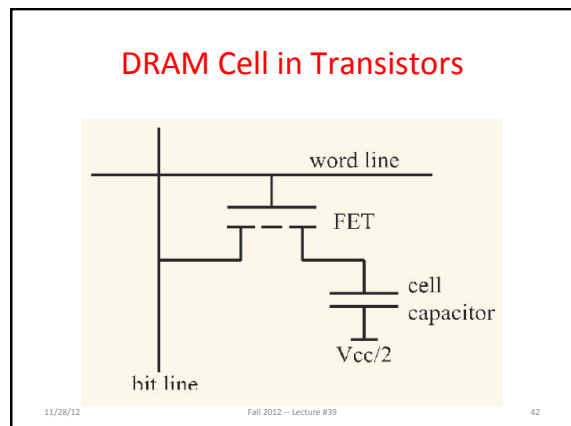 DRAM Cell in Transistors
word line
FET
cell
capacitor
Vcc/2
bit line
11/28/12
Fall 2012 -- Lecture #39
42